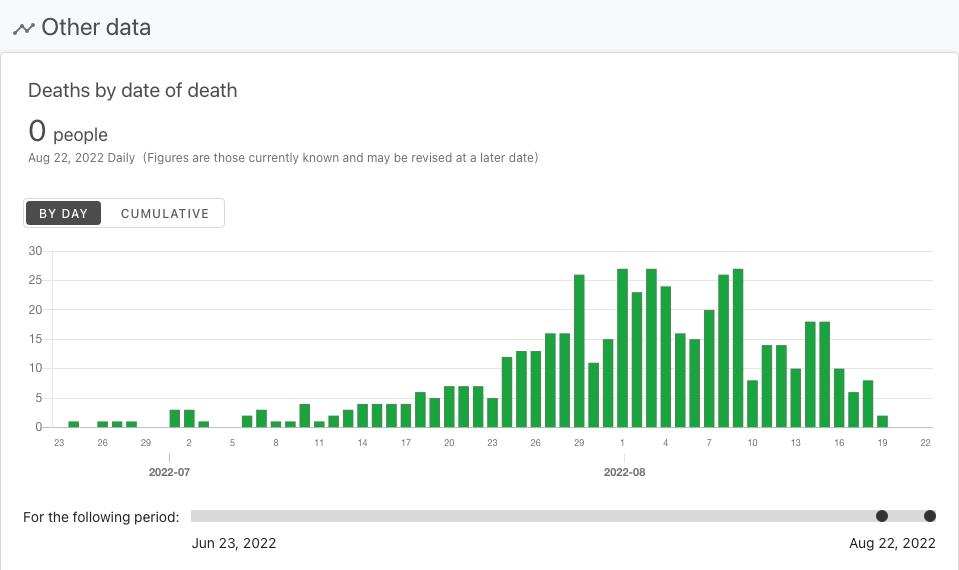 Other data
Deaths by date of death
0 people
Aug 22, 2022 Daily (Figures are those currently known and may be revised at a later date)
BY DAY CUMULATIVE
30
25
20
15
10
5
0
23 26 29 2 5 8 11 14 17 20 23 26 29 1 4 7 10 13 16 19 22
2022-07 2022-08
For the following period:
Jun 23, 2022 Aug 22, 2022